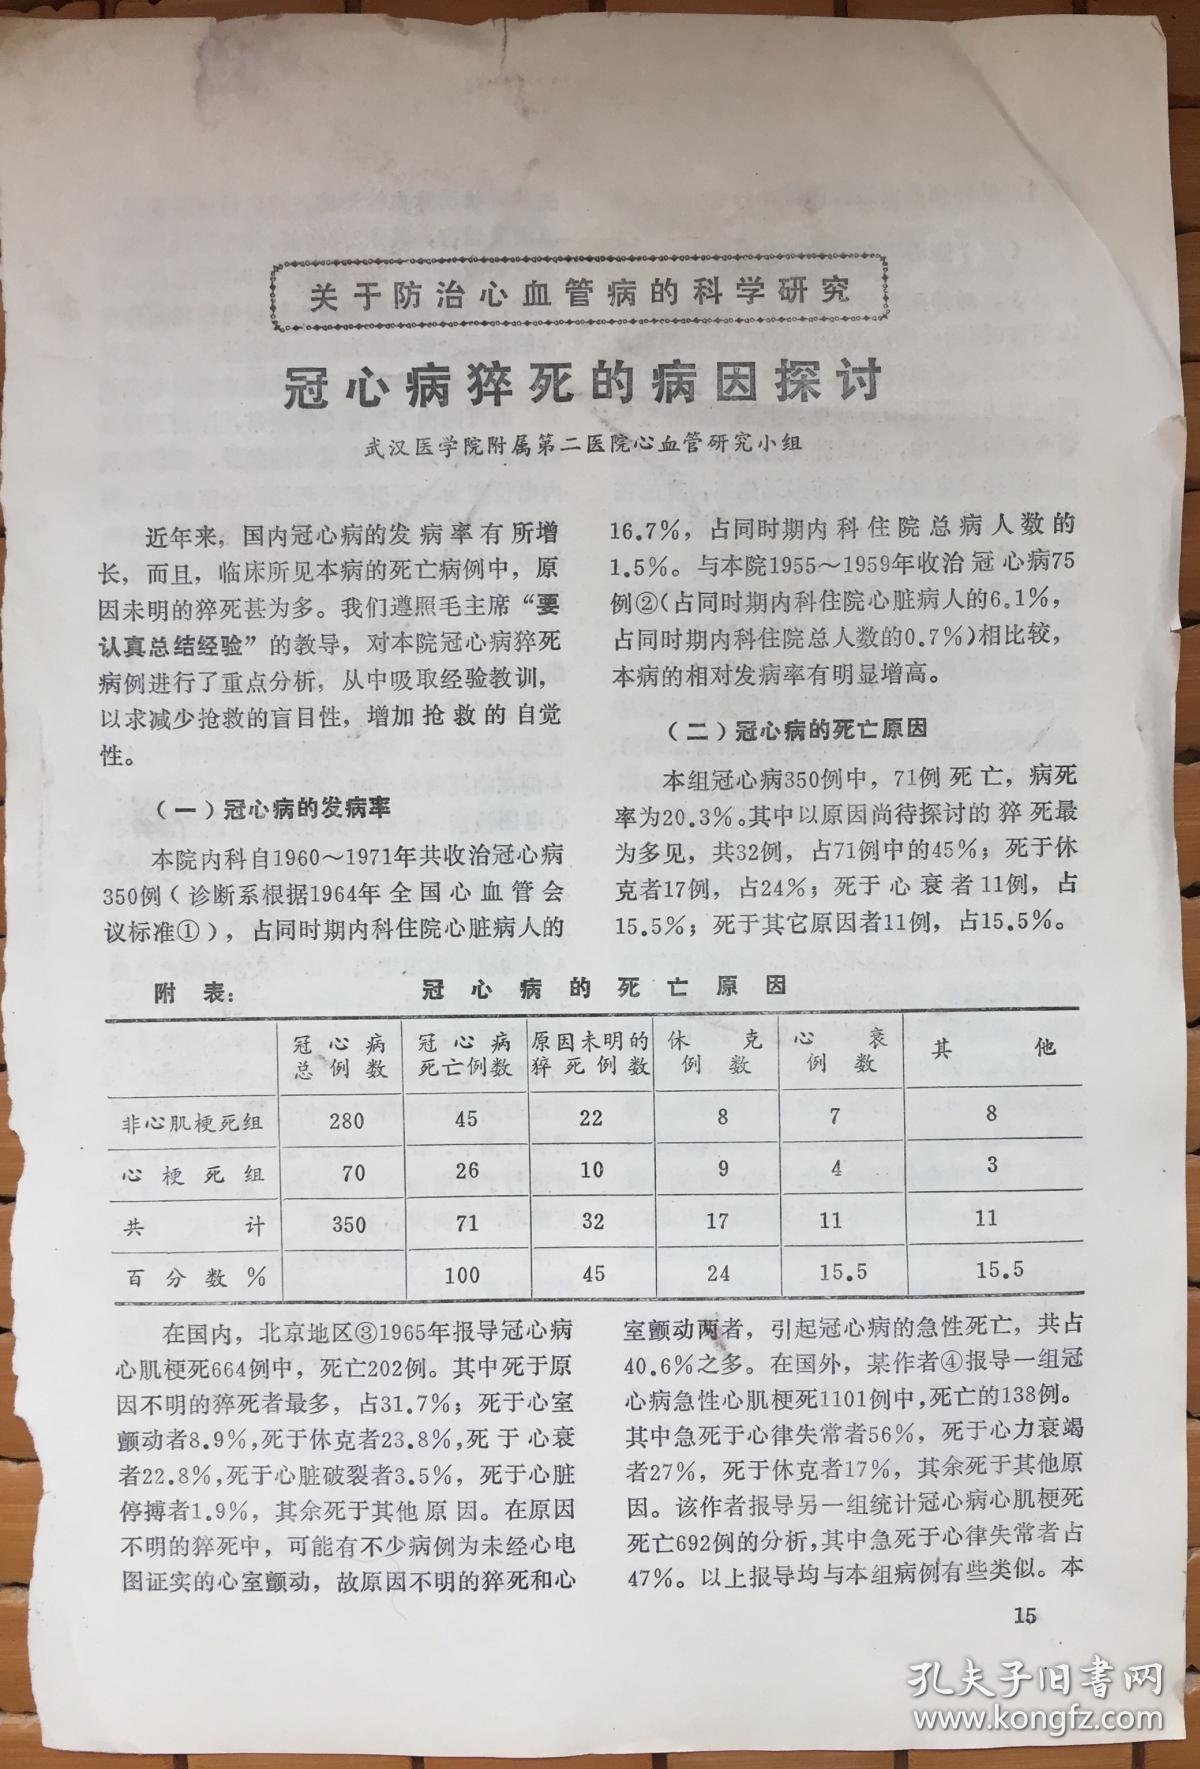 关于防治心血管病的科学研究
冠心病猝死的病因探讨
武汉医学院附属第二医院心血管研究小组
近年来，国内冠心病的发病率有所增
长，而且，临床所见本病的死亡病例中，原
因未明的猝死甚为多。我们遵照毛主席“要
认真总结经验”的教导，对本院冠心病猝死
病例进行了重点分析，从中吸取经验教训，
以求减少抢救的盲目性，增加抢救的自觉
性。
（一）冠心病的发病率
本院内科自1960～1971年共收治冠心病
350例（诊断系根据1964年全国心血管会
议标准①），占同时期内科住院心脏病人的
16.7%，占同时期内科住院总病人数的
1.5%。与本院1955～1959年收治冠心病75
例②（占同时期内科住院心脏病人的6.1%，
占同时期内科住院总人数的0.7%）相比较，
本病的相对发病率有明显增高。
（二）冠心病的死亡原因
本组冠心病350例中，71例死亡，病死
率为20.3%。其中以原因尚待探讨的猝死最
为多见，共32例，占71例中的45%；死于休
克者17例，占24%；死于心衰者11例，占
15.5%；死于其它原因者11例，占15.5%。
附表： 冠心病的死亡原因
冠心病总例数 冠心病死亡例数 原因未明的猝死例数 休克例数 心衰例数 其他
非心肌梗死组 280 45 22 8 7 8
心梗死组 70 26 10 9 4 3
共计 350 71 32 17 11 11
百分数% 100 45 24 15.5 15.5
在国内，北京地区③1965年报导冠心病
心肌梗死664例中，死亡202例。其中死于原
因不明的猝死者最多，占31.7%；死于心室
颤动者8.9%，死于休克者23.8%，死于心衰
者22.8%，死于心脏破裂者3.5%，死于心脏
停搏者1.9%，其余死于其他原因。在原因
不明的猝死中，可能有不少病例为未经心电
图证实的心室颤动，故原因不明的猝死和心
室颤动两者，引起冠心病的急性死亡，共占
40.6%之多。在国外，某作者④报导一组冠
心病急性心肌梗死1101例中，死亡的138例。
其中急死于心律失常者56%，死于心力衰竭
者27%，死于休克者17%，其余死于其他原
因。该作者报导另一组统计冠心病心肌梗死
死亡692例的分析，其中急死于心律失常者占
47%。以上报导均与本组病例有些类似。本
15
孔夫子旧书网
www.kongfz.com